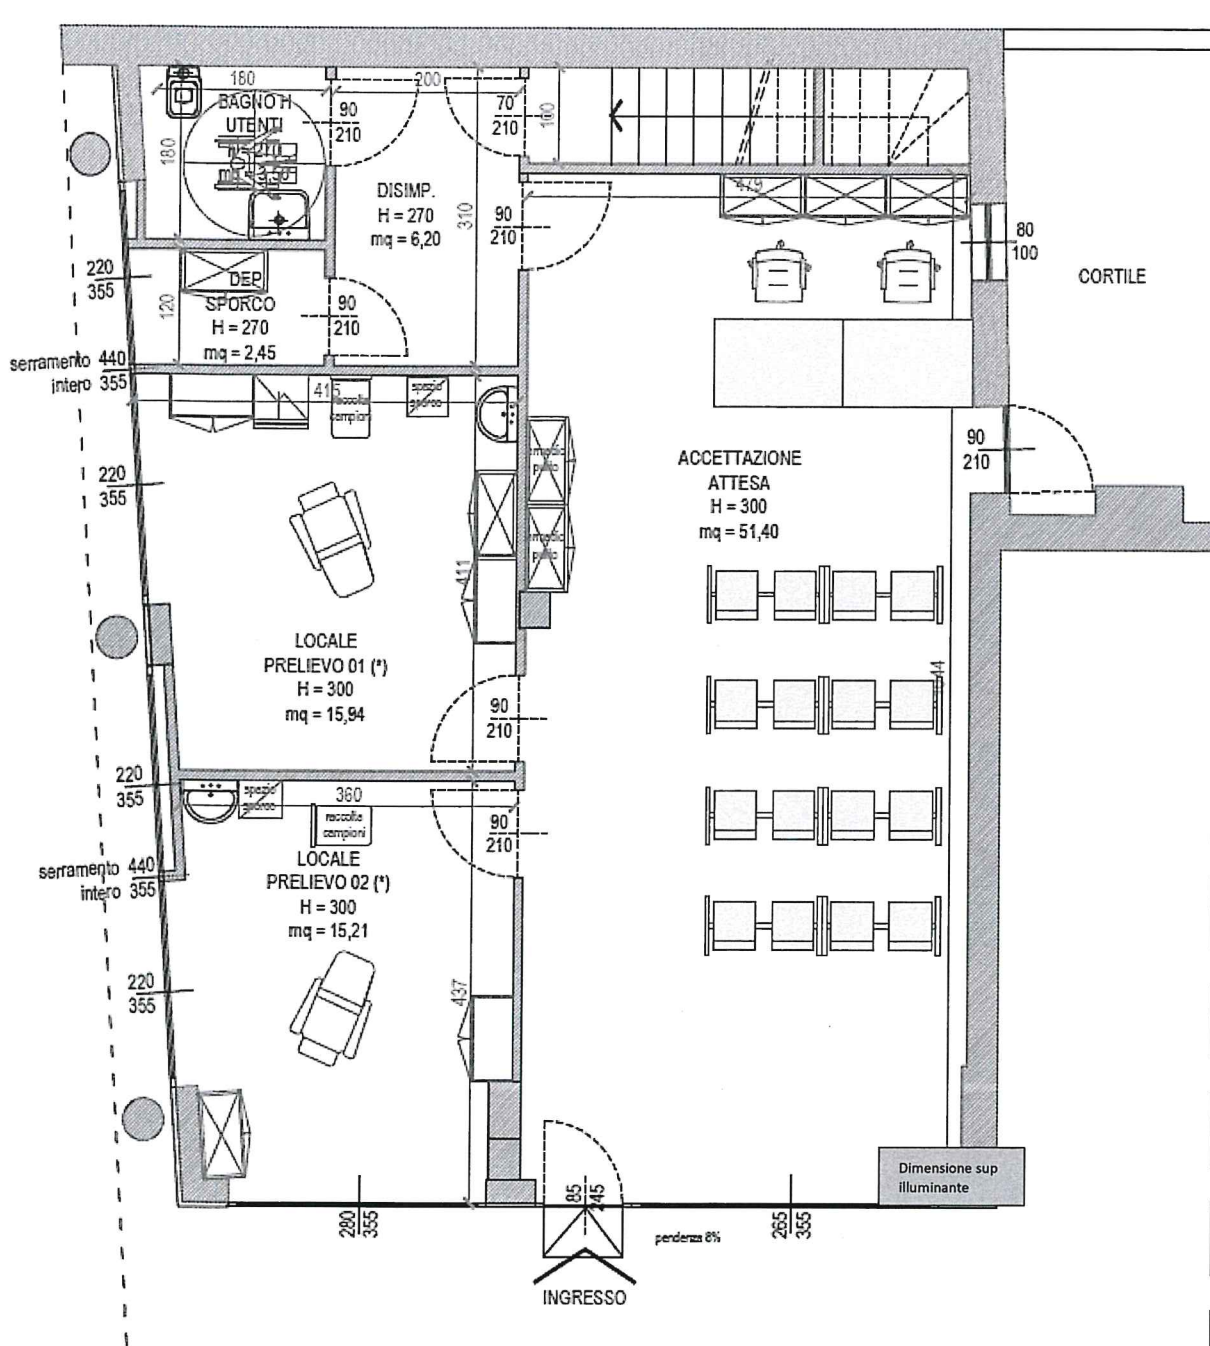 180
200
BAGNO H
UTENTI
180
90
210
70
210
100
DISIMP.
H = 270
mq = 6,20
310
90
210
479
80
100
CORTILE
220
355
120
DEP.
SPORCO
H = 270
mq = 2,45
90
210
serramento 440
intero 355
415
raccolta
campioni
spazio
sporco
90
210
ACCETTAZIONE
ATTESA
H = 300
mq = 51,40
220
355
411
LOCALE
PRELIEVO 01 (*)
H = 300
mq = 15,94
90
210
220
355
spazio
sporco
360
raccolta
campioni
90
210
serramento 440
intero 355
LOCALE
PRELIEVO 02 (*)
H = 300
mq = 15,21
220
355
437
Dimensione sup
illuminante
280
355
85
245
pendenza 8%
265
355
INGRESSO